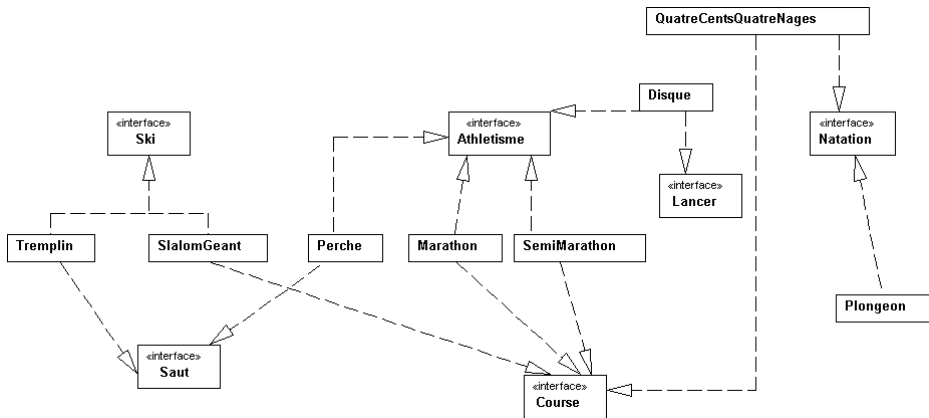 QuatreCentsQuatreNages
Disque
«interface»
Ski
«interface»
Athletisme
«interface»
Natation
«interface»
Lancer
Tremplin
SlalomGeant
Perche
Marathon
SemiMarathon
Plongeon
«interface»
Saut
«interface»
Course